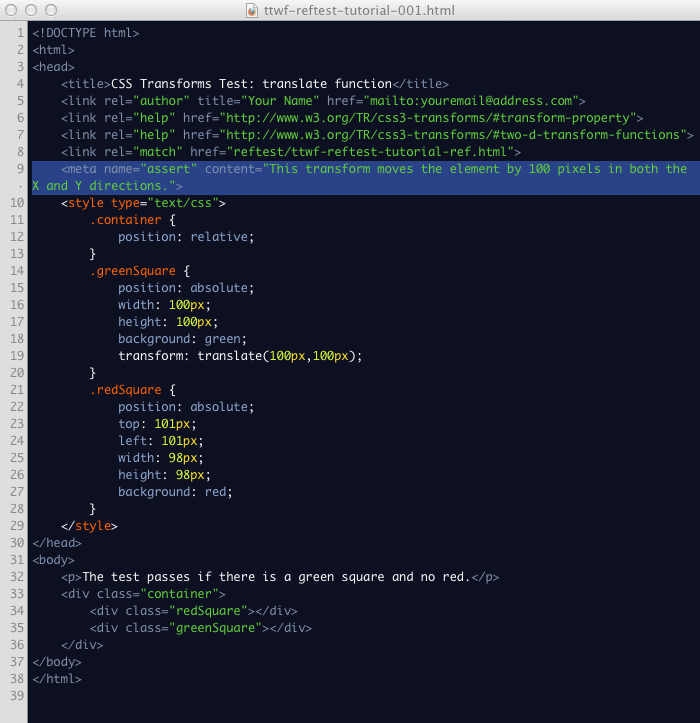 ttwf-reftest-tutorial-001.html
1 <!DOCTYPE html>
2 <html>
3 <head>
4     <title>CSS Transforms Test: translate function</title>
5     <link rel="author" title="Your Name" href="mailto:youremail@address.com">
6     <link rel="help" href="http://www.w3.org/TR/css3-transforms/#transform-property">
7     <link rel="help" href="http://www.w3.org/TR/css3-transforms/#two-d-transform-functions">
8     <link rel="match" href="reftest/ttwf-reftest-tutorial-ref.html">
9     <meta name="assert" content="This transform moves the element by 100 pixels in both the
· X and Y directions.">
10     <style type="text/css">
11         .container {
12             position: relative;
13         }
14         .greenSquare {
15             position: absolute;
16             width: 100px;
17             height: 100px;
18             background: green;
19             transform: translate(100px,100px);
20         }
21         .redSquare {
22             position: absolute;
23             top: 101px;
24             left: 101px;
25             width: 98px;
26             height: 98px;
27             background: red;
28         }
29     </style>
30 </head>
31 <body>
32     <p>The test passes if there is a green square and no red.</p>
33     <div class="container">
34         <div class="redSquare"></div>
35         <div class="greenSquare"></div>
36     </div>
37 </body>
38 </html>
39